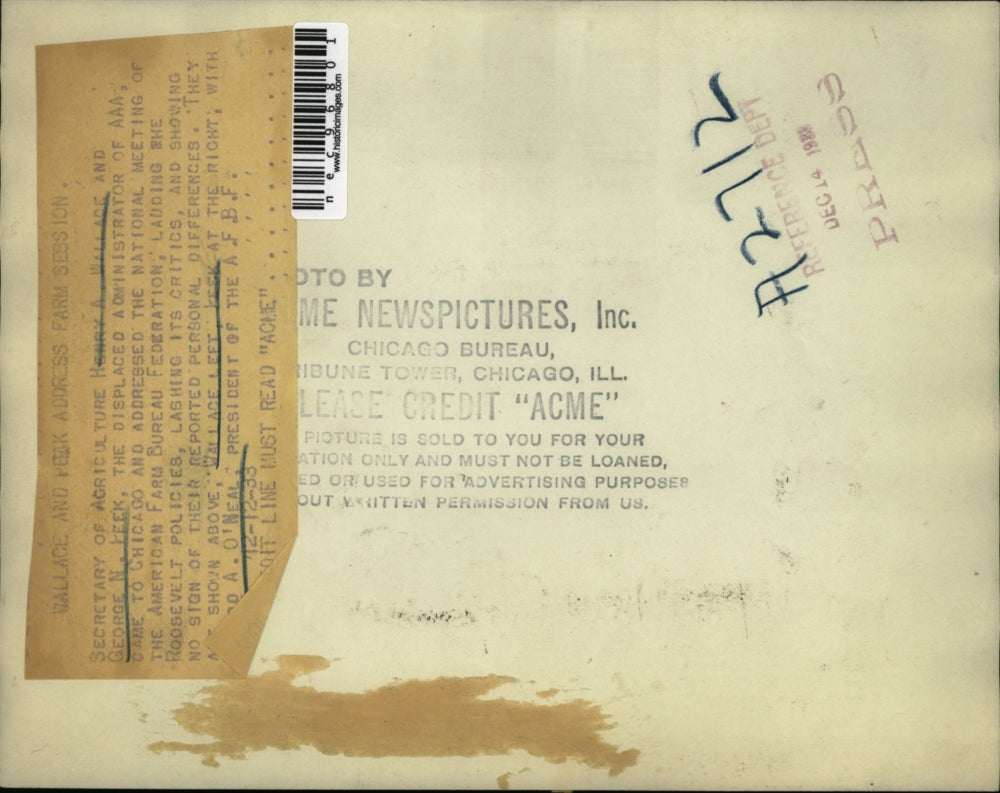 WALLACE AND PEEK ADDRESS FARM SESSION.
SECRETARY OF AGRICULTURE HENRY A. WALLACE AND
GEORGE N. PEEK, THE DISPLACED ADMINISTRATOR OF AAA,
CAME TO CHICAGO AND ADDRESSED THE NATIONAL MEETING OF
THE AMERICAN FARM BUREAU FEDERATION, LAUDING THE
ROOSEVELT POLICIES, LASHING ITS CRITICS, AND SHOWING
NO SIGN OF THEIR REPORTED PERSONAL DIFFERENCES. THEY
SHOWN ABOVE, WALLACE LEFT, PEEK AT THE RIGHT, WITH
D A. O'NEAL, PRESIDENT OF THE A.F.B.F.
12-12-33
DIT LINE MUST READ "ACME"
nec96801
www.historicimages.com
OTO BY
ME NEWSPICTURES, Inc.
CHICAGO BUREAU,
RIBUNE TOWER, CHICAGO, ILL.
LEASE CREDIT "ACME"
PICTURE IS SOLD TO YOU FOR YOUR
ATION ONLY AND MUST NOT BE LOANED,
ED OR USED FOR ADVERTISING PURPOSES
OUT WRITTEN PERMISSION FROM US.
REFERENCE DEPT
DEC 14
PRESS